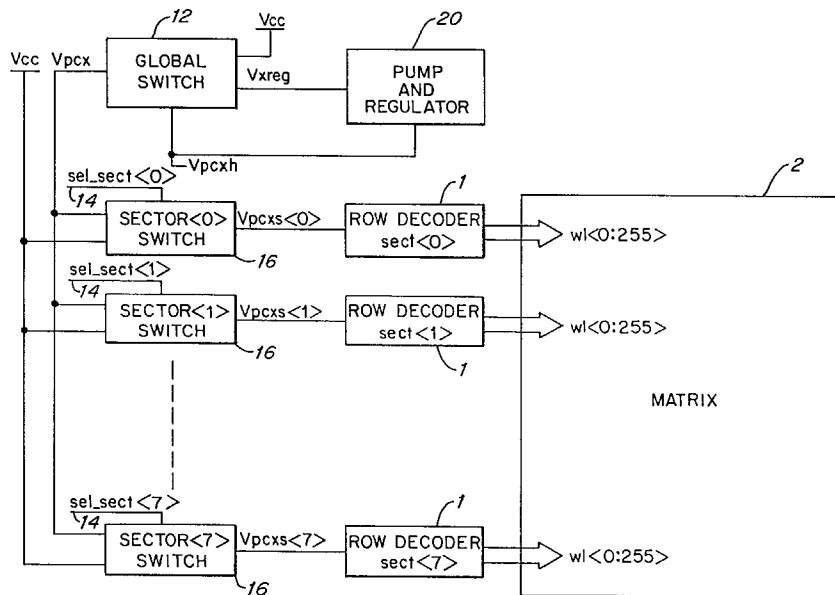 12
Vcc
20
Vcc
Vpcx
GLOBAL
SWITCH
Vxreg
PUMP
AND
REGULATOR
Vpcxh
sel_sect<0>
14
SECTOR<0>
SWITCH
16
Vpcxs<0>
1
ROW DECODER
sect<0>
2
wl<0:255>
sel_sect<1>
14
SECTOR<1>
SWITCH
16
Vpcxs<1>
ROW DECODER
sect<1>
1
wl<0:255>
MATRIX
sel_sect<7>
14
SECTOR<7>
SWITCH
16
Vpcxs<7>
1
ROW DECODER
sect<7>
wl<0:255>